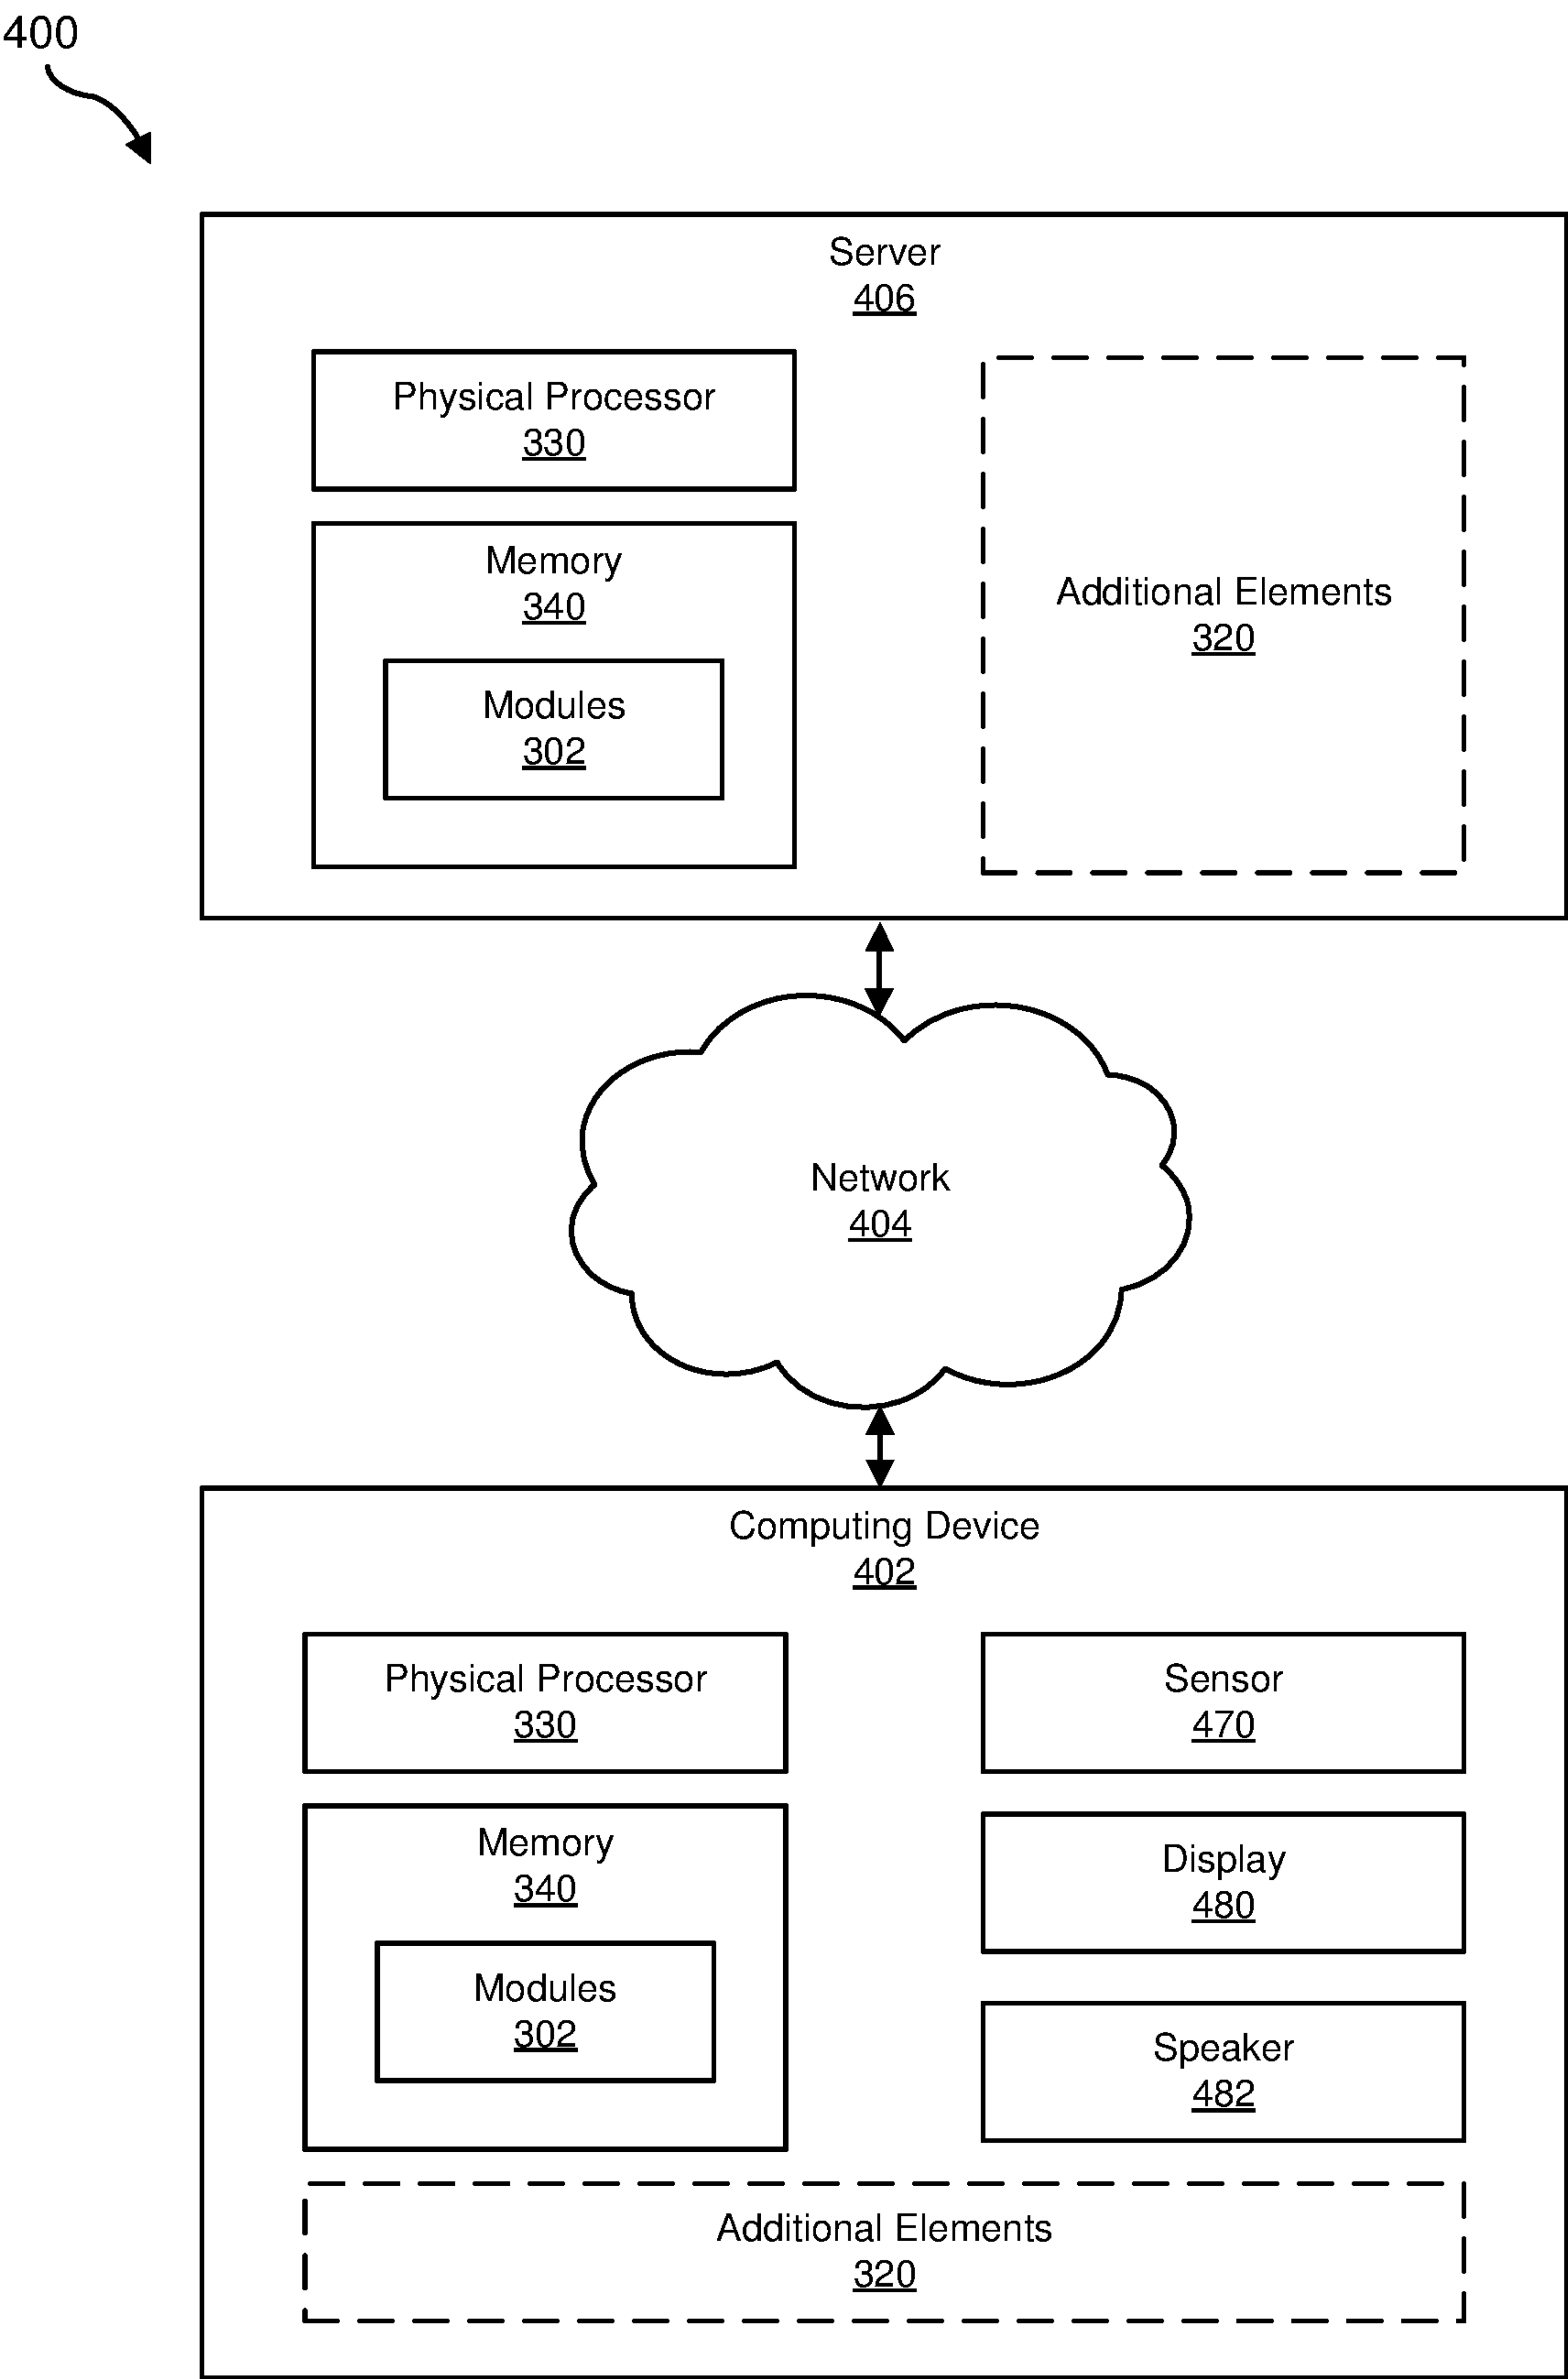 400
Server
406
Physical Processor
330
Memory
340
Modules
302
Additional Elements
320
Network
404
Computing Device
402
Physical Processor
330
Memory
340
Modules
302
Sensor
470
Display
480
Speaker
482
Additional Elements
320